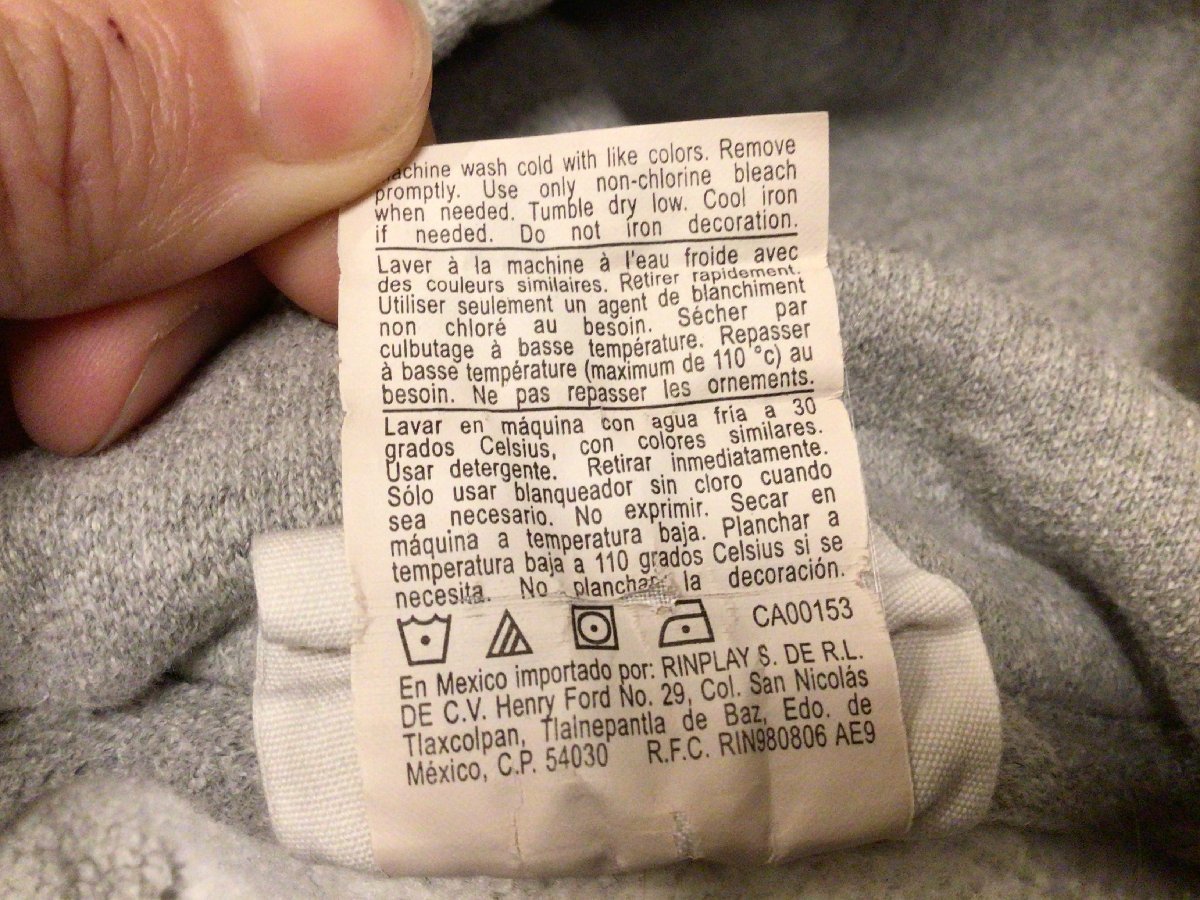 achine wash cold with like colors. Remove
promptly. Use only non-chlorine bleach
when needed. Tumble dry low. Cool iron
if needed. Do not iron decoration.
Laver à la machine à l'eau froide avec
des couleurs similaires. Retirer rapidement.
Utiliser seulement un agent de blanchiment
non chloré au besoin. Sécher par
culbutage à basse température. Repasser
à basse température (maximum de 110 °c) au
besoin. Ne pas repasser les ornements.
Lavar en máquina con agua fría a 30
grados Celsius, con colores similares.
Usar detergente. Retirar inmediatamente.
Sólo usar blanqueador sin cloro cuando
sea necesario. No exprimir. Secar en
máquina a temperatura baja. Planchar a
temperatura baja a 110 grados Celsius si se
necesita. No planchar la decoración.
CA00153
En Mexico importado por: RINPLAY S. DE R.L.
DE C.V. Henry Ford No. 29, Col. San Nicolás
Tlaxcolpan, Tlalnepantla de Baz, Edo. de
México, C.P. 54030 R.F.C. RIN980806 AE9